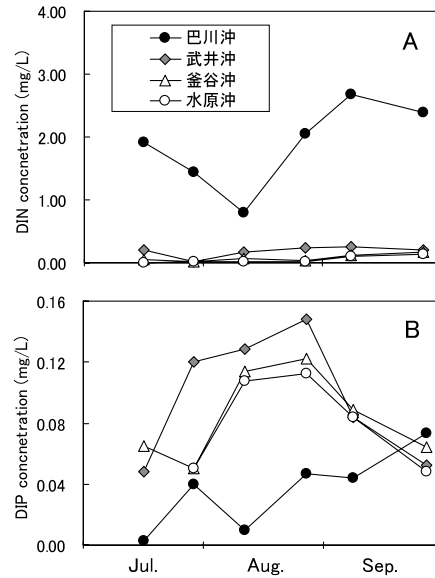 4.00
3.00
2.00
1.00
0.00
DIN concnetration (mg/L)
巴川沖
武井沖
釜谷沖
水原沖
A
0.16
0.12
0.08
0.04
0.00
DIP concnetration (mg/L)
B
Jul.
Aug.
Sep.